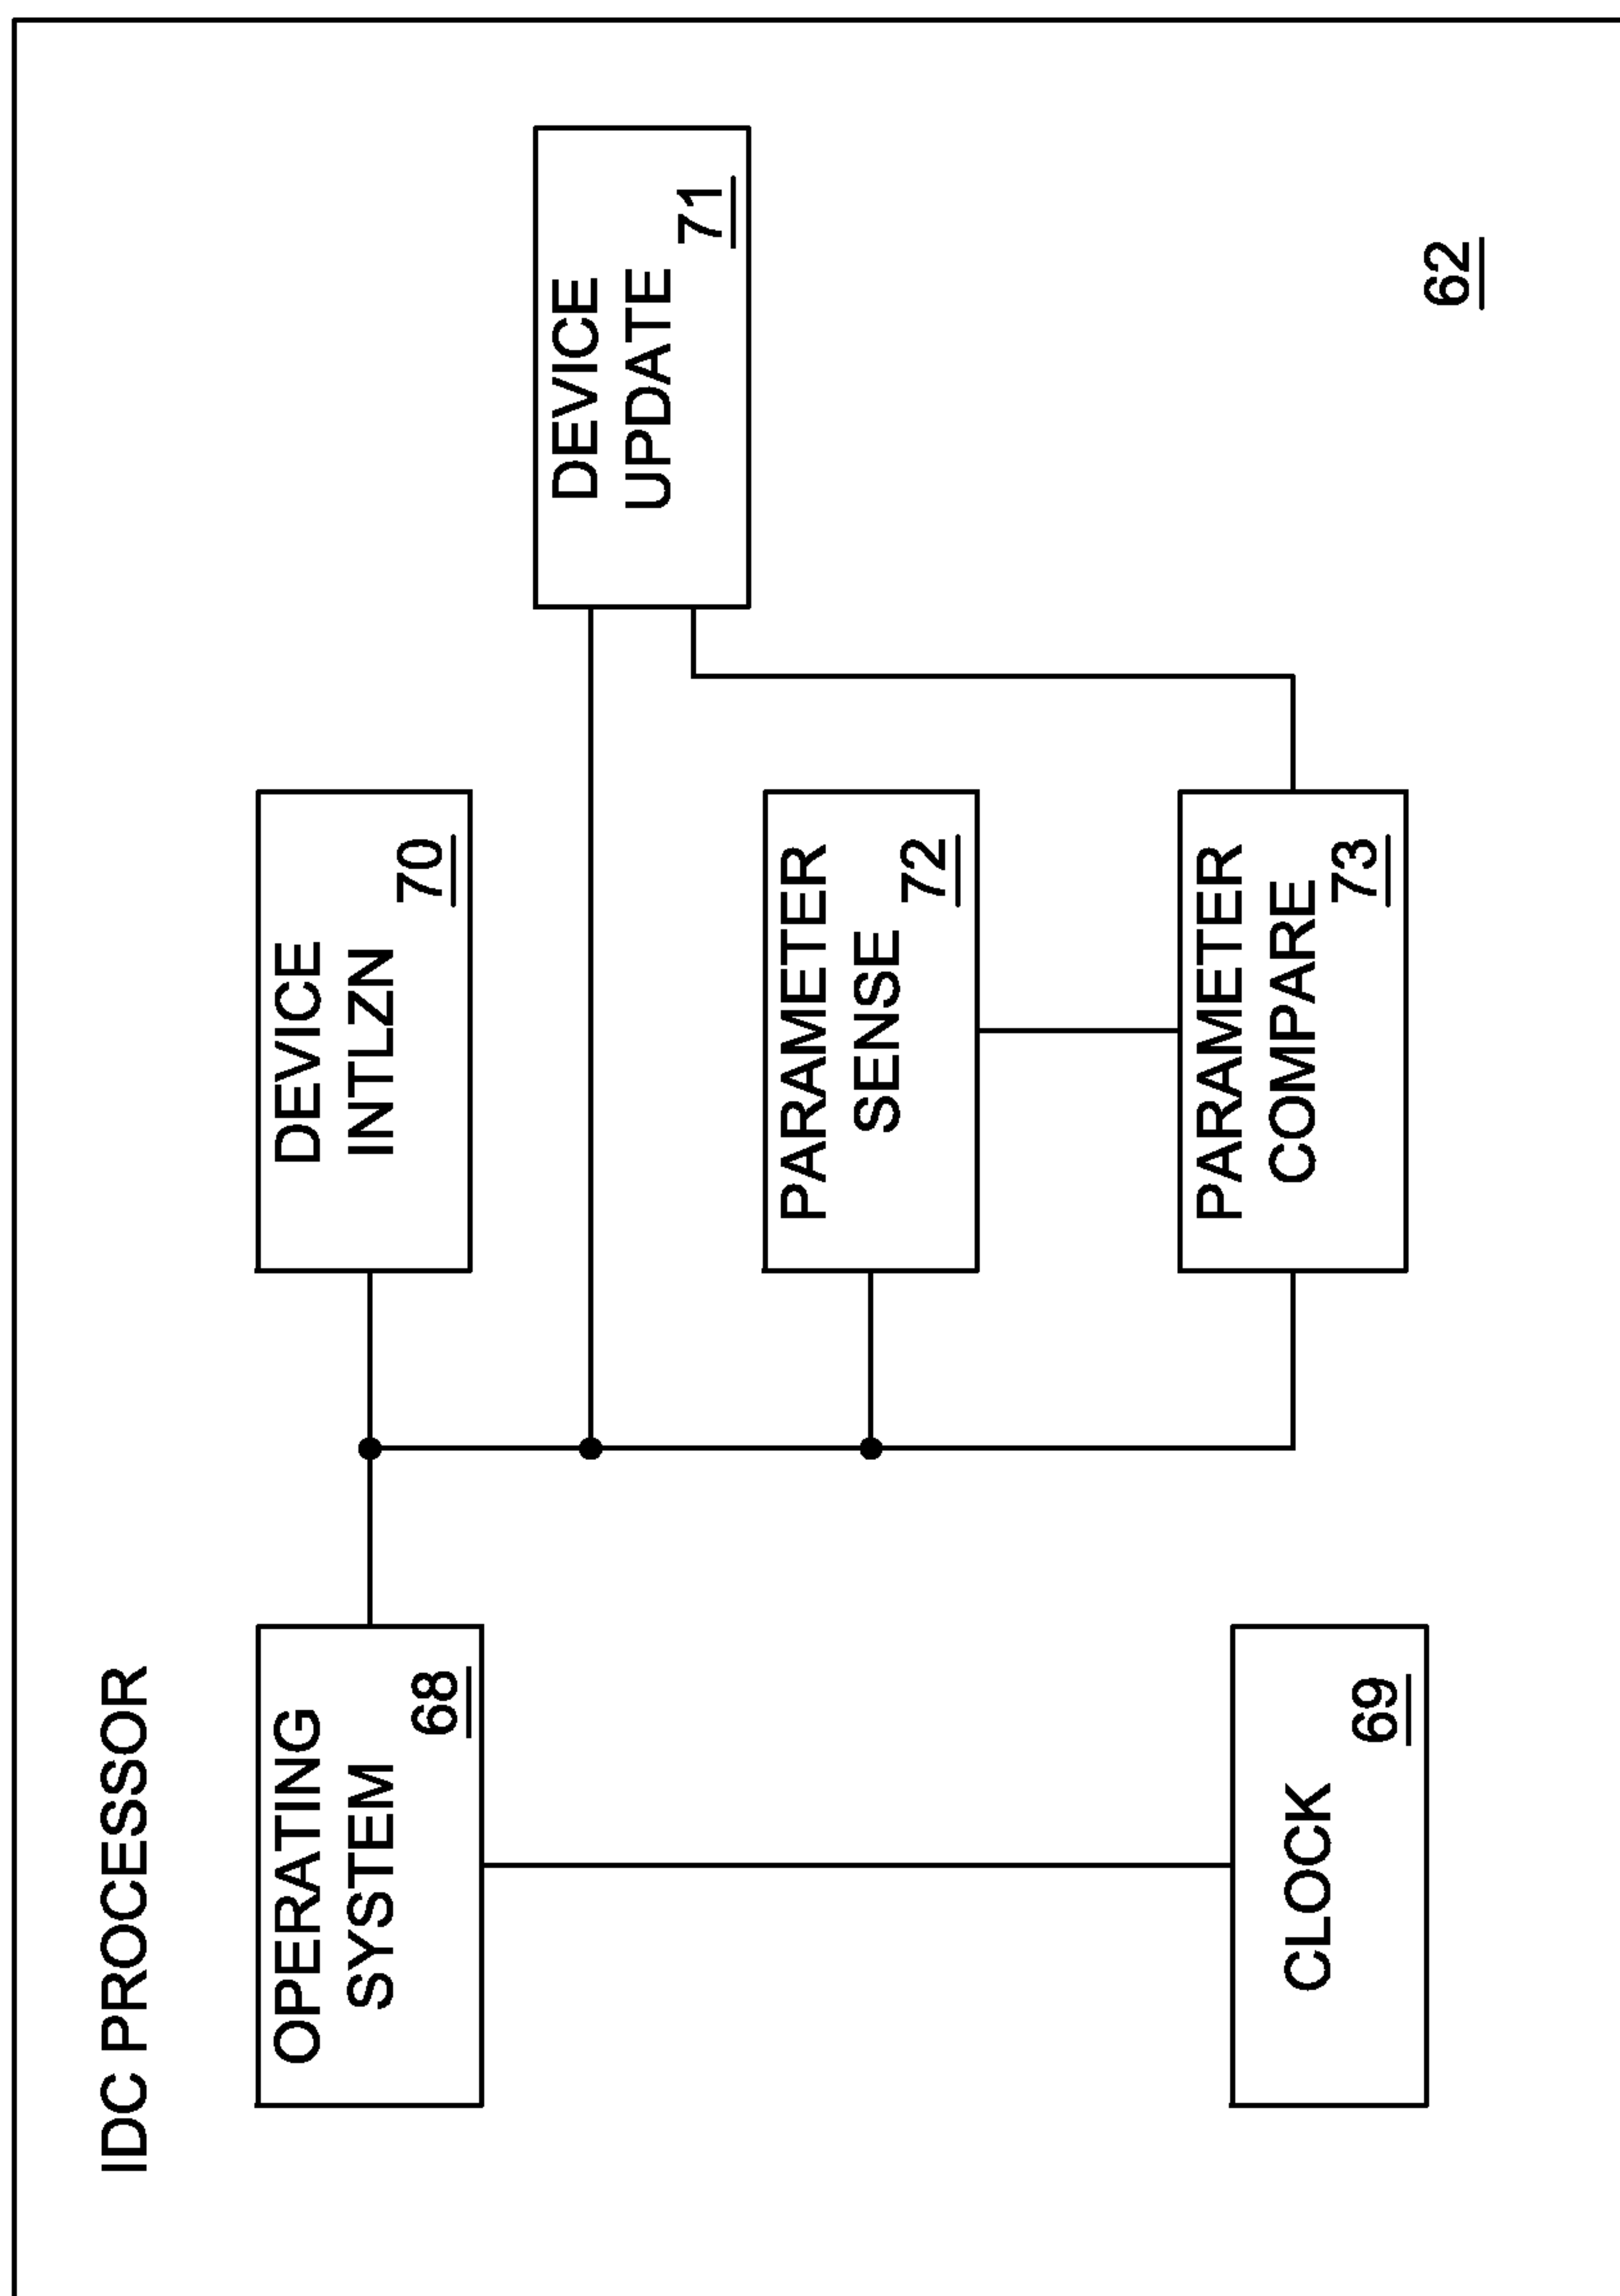 IDC PROCESSOR
OPERATING
SYSTEM
68
DEVICE
INTLZN
70
DEVICE
UPDATE
71
PARAMETER
SENSE
72
PARAMETER
COMPARE
73
CLOCK
69
62